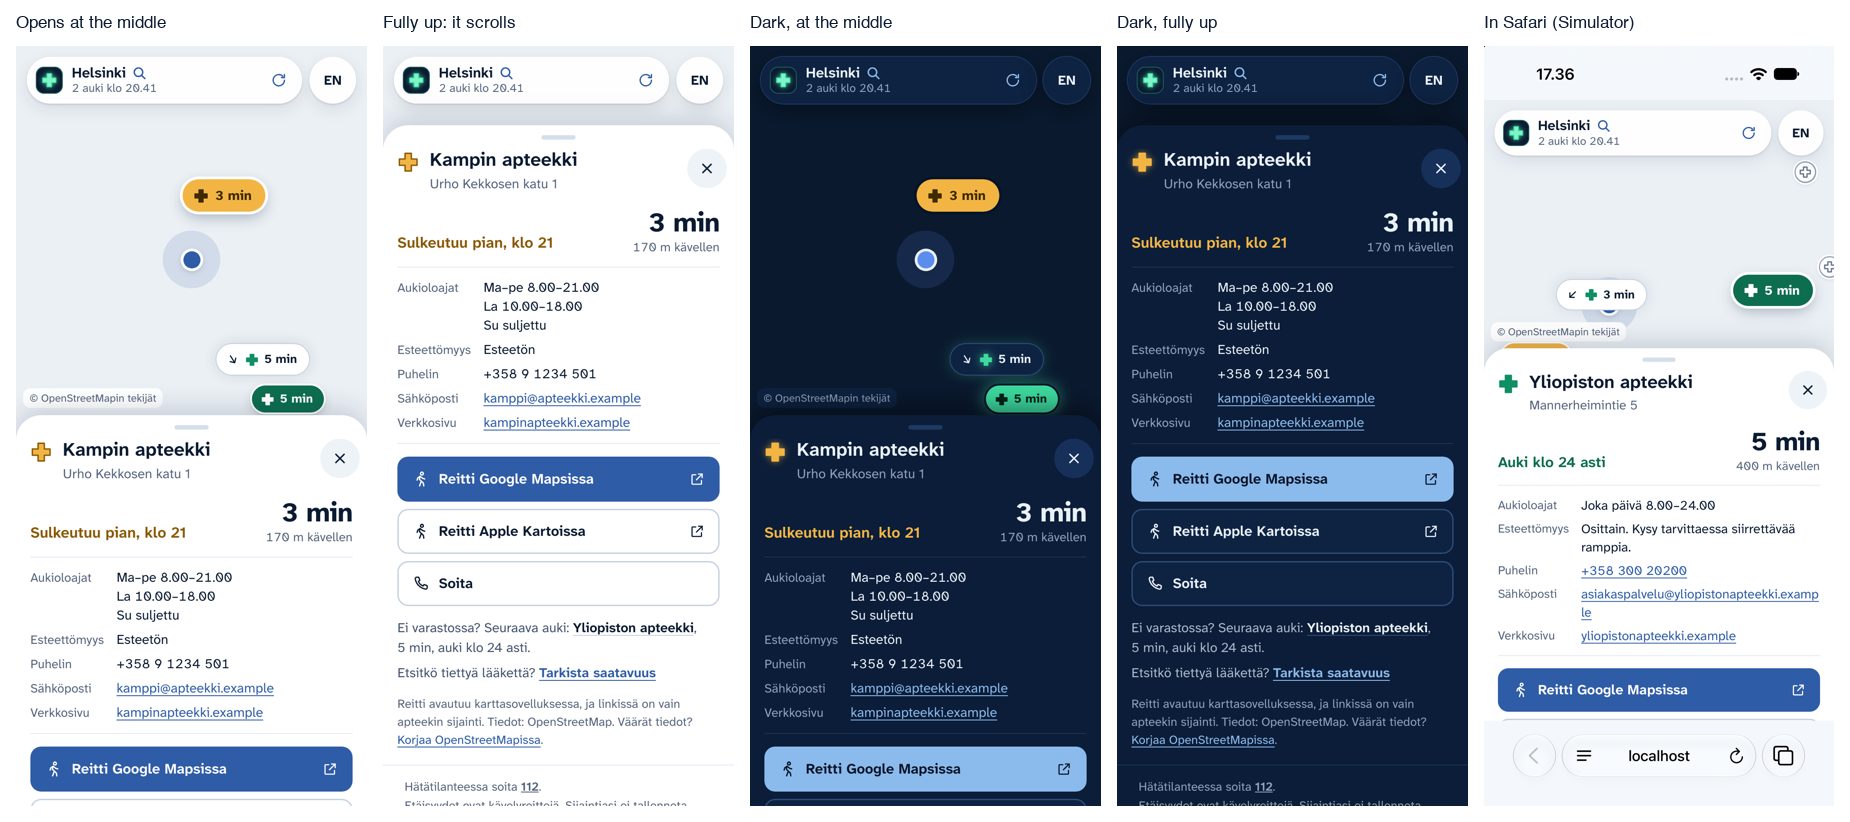 Opens at the middle
Helsinki
2 auki klo 20.41
EN
3 min
5 min
© OpenStreetMapin tekijät
5 min
Kampin apteekki
Urho Kekkosen katu 1
3 min
Sulkeutuu pian, klo 21
170 m kävellen
Aukioloajat
Ma–pe 8.00–21.00
La 10.00–18.00
Su suljettu
Esteettömyys
Esteetön
Puhelin
+358 9 1234 501
Sähköposti
kamppi@apteekki.example
Verkkosivu
kampinapteekki.example
Reitti Google Mapsissa
Fully up: it scrolls
Helsinki
2 auki klo 20.41
EN
Kampin apteekki
Urho Kekkosen katu 1
3 min
Sulkeutuu pian, klo 21
170 m kävellen
Aukioloajat
Ma–pe 8.00–21.00
La 10.00–18.00
Su suljettu
Esteettömyys
Esteetön
Puhelin
+358 9 1234 501
Sähköposti
kamppi@apteekki.example
Verkkosivu
kampinapteekki.example
Reitti Google Mapsissa
Reitti Apple Kartoissa
Soita
Ei varastossa? Seuraava auki: Yliopiston apteekki,
5 min, auki klo 24 asti.
Etsitkö tiettyä lääkettä? Tarkista saatavuus
Reitti avautuu karttasovelluksessa, ja linkissä on vain
apteekin sijainti. Tiedot: OpenStreetMap. Väärät tiedot?
Korjaa OpenStreetMapissa.
Hätätilanteessa soita 112.
Etäisyydet ovat kävelyreittejä. Sijaintiasi ei tallenneta
Dark, at the middle
Helsinki
2 auki klo 20.41
EN
3 min
5 min
© OpenStreetMapin tekijät
5 min
Kampin apteekki
Urho Kekkosen katu 1
3 min
Sulkeutuu pian, klo 21
170 m kävellen
Aukioloajat
Ma–pe 8.00–21.00
La 10.00–18.00
Su suljettu
Esteettömyys
Esteetön
Puhelin
+358 9 1234 501
Sähköposti
kamppi@apteekki.example
Verkkosivu
kampinapteekki.example
Reitti Google Mapsissa
Dark, fully up
Helsinki
2 auki klo 20.41
EN
Kampin apteekki
Urho Kekkosen katu 1
3 min
Sulkeutuu pian, klo 21
170 m kävellen
Aukioloajat
Ma–pe 8.00–21.00
La 10.00–18.00
Su suljettu
Esteettömyys
Esteetön
Puhelin
+358 9 1234 501
Sähköposti
kamppi@apteekki.example
Verkkosivu
kampinapteekki.example
Reitti Google Mapsissa
Reitti Apple Kartoissa
Soita
Ei varastossa? Seuraava auki: Yliopiston apteekki,
5 min, auki klo 24 asti.
Etsitkö tiettyä lääkettä? Tarkista saatavuus
Reitti avautuu karttasovelluksessa, ja linkissä on vain
apteekin sijainti. Tiedot: OpenStreetMap. Väärät tiedot?
Korjaa OpenStreetMapissa.
Hätätilanteessa soita 112.
Etäisyydet ovat kävelyreittejä. Sijaintiasi ei tallenneta
In Safari (Simulator)
17.36
Helsinki
2 auki klo 20.41
EN
3 min
5 min
© OpenStreetMapin tekijät
Yliopiston apteekki
Mannerheimintie 5
5 min
Auki klo 24 asti
400 m kävellen
Aukioloajat
Joka päivä 8.00–24.00
Esteettömyys
Osittain. Kysy tarvittaessa siirrettävää
ramppia.
Puhelin
+358 300 20200
Sähköposti
asiakaspalvelu@yliopistonapteekki.examp
le
Verkkosivu
yliopistonapteekki.example
Reitti Google Mapsissa
localhost